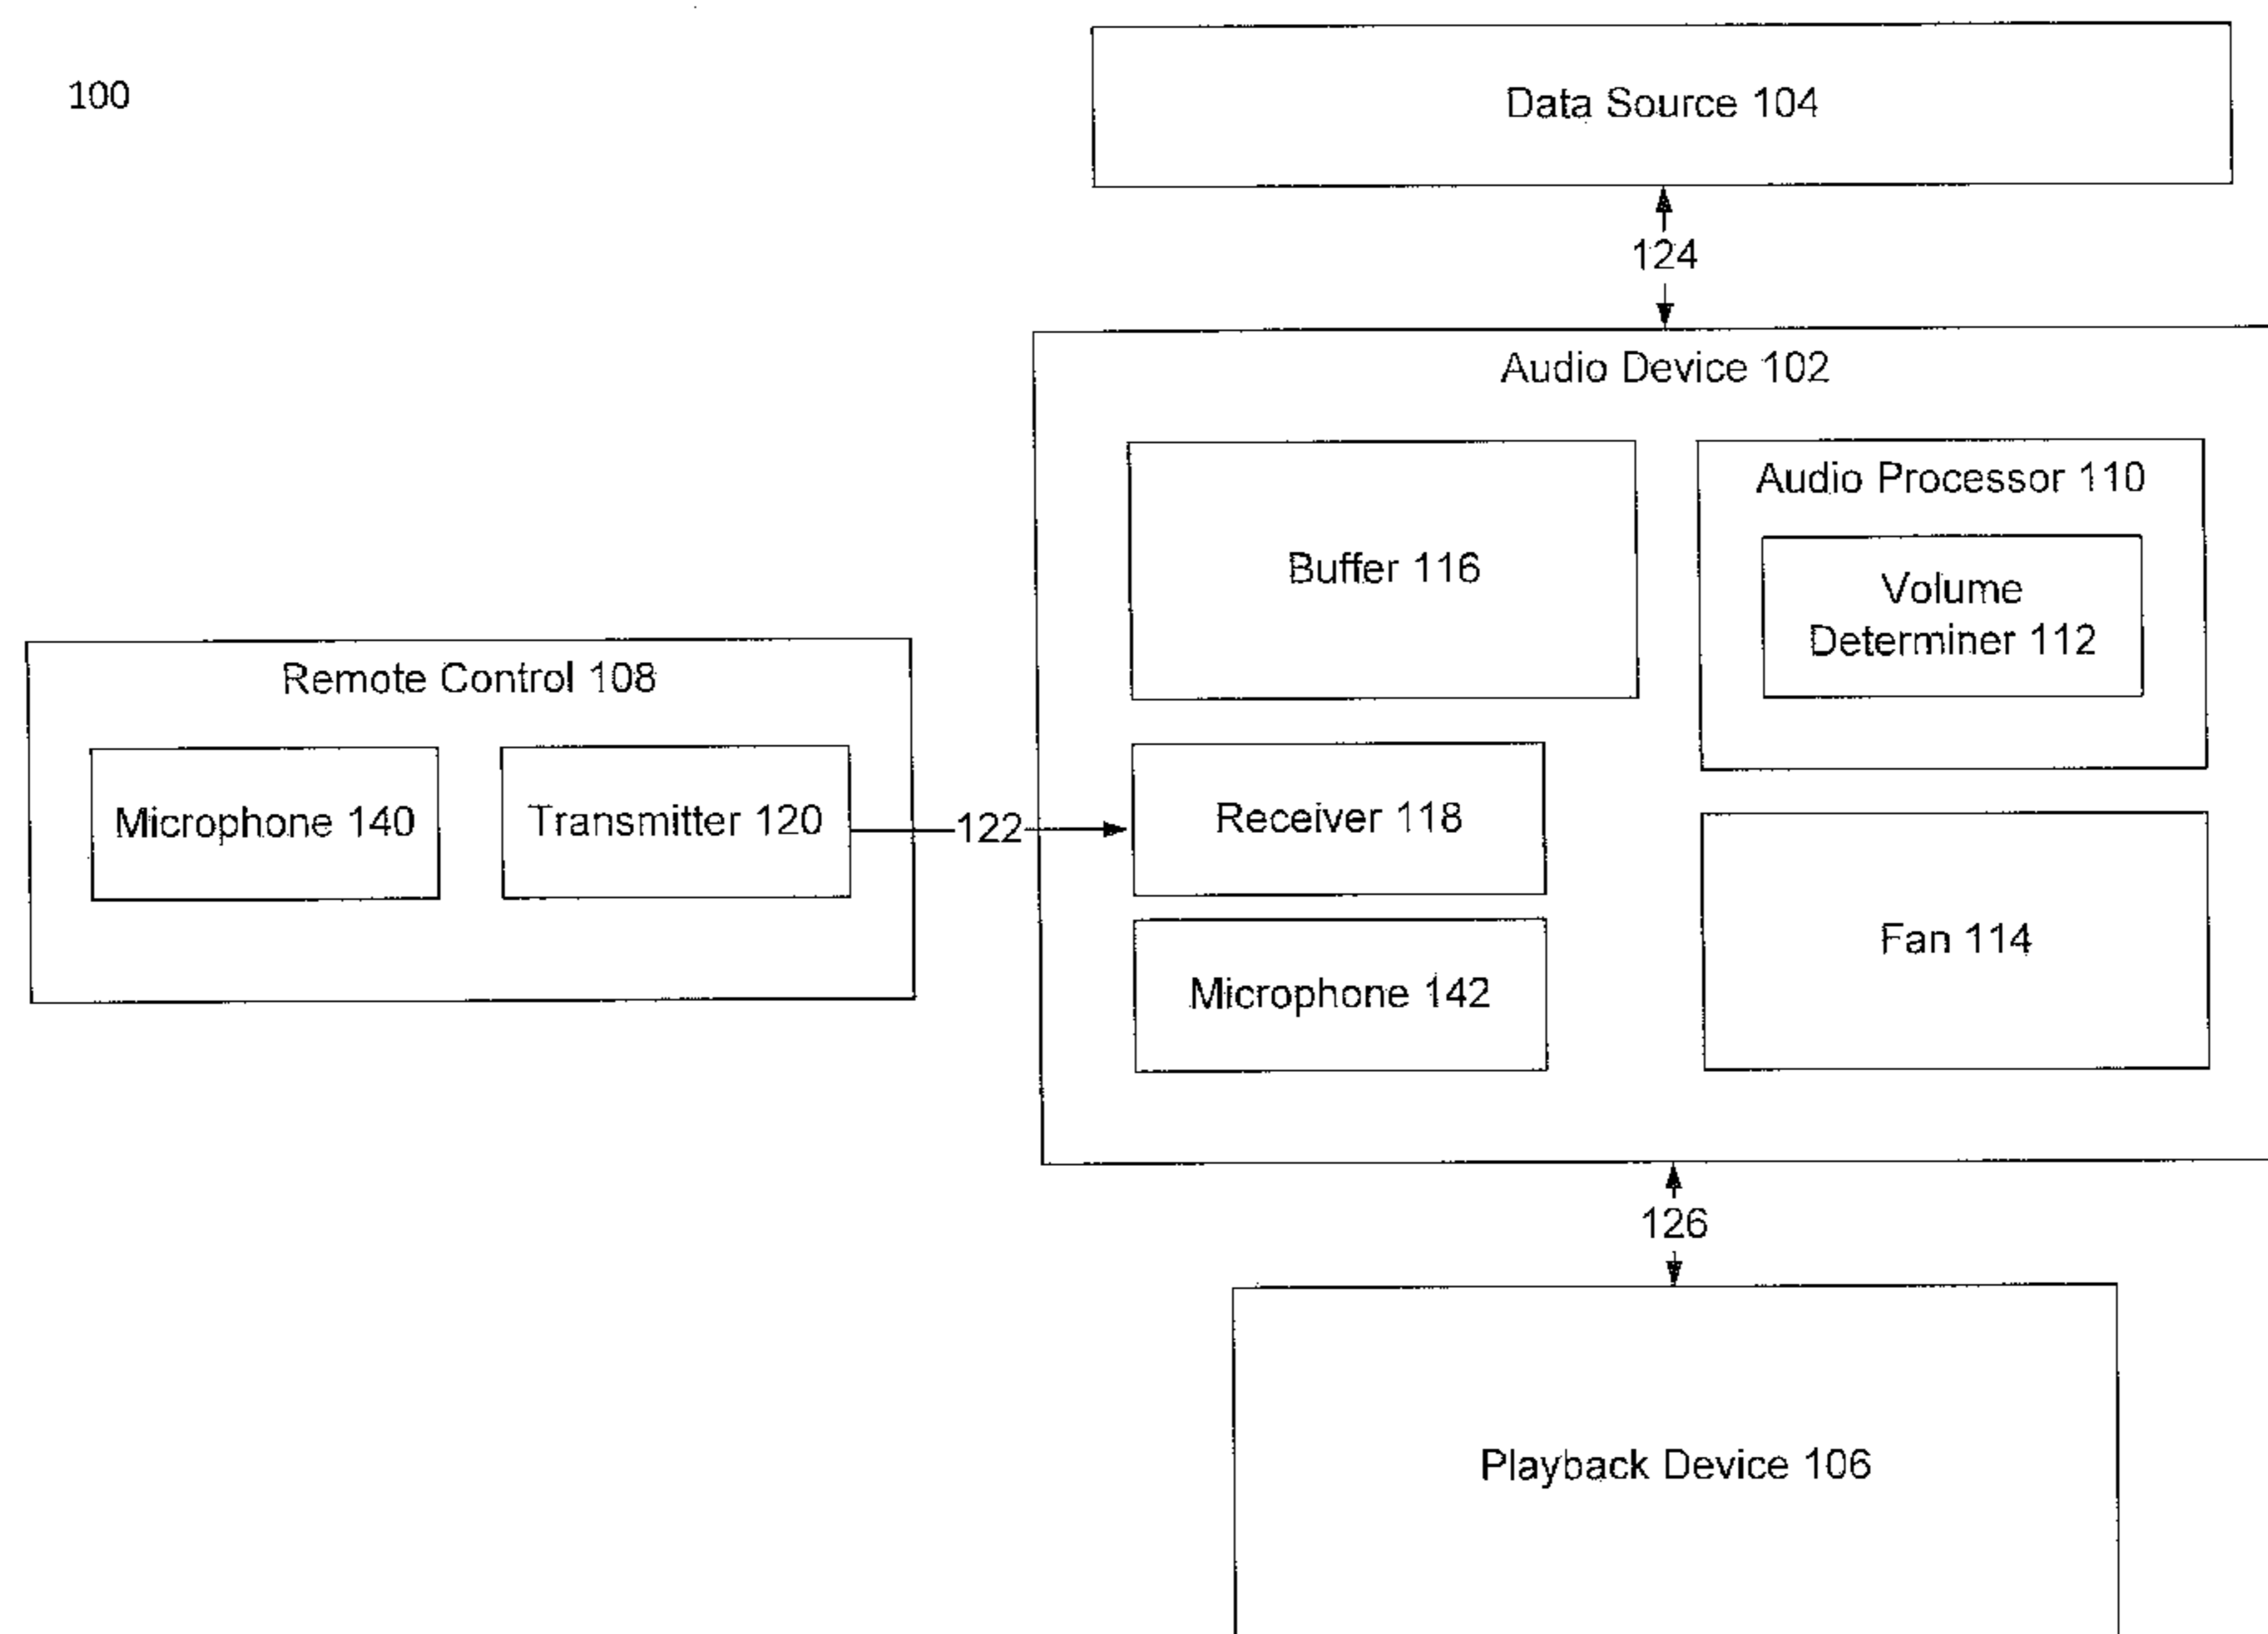 100
Data Source 104
124
Audio Device 102
Buffer 116
Audio Processor 110
Volume
Determiner 112
Remote Control 108
Microphone 140
Transmitter 120
122
Receiver 118
Microphone 142
Fan 114
126
Playback Device 106